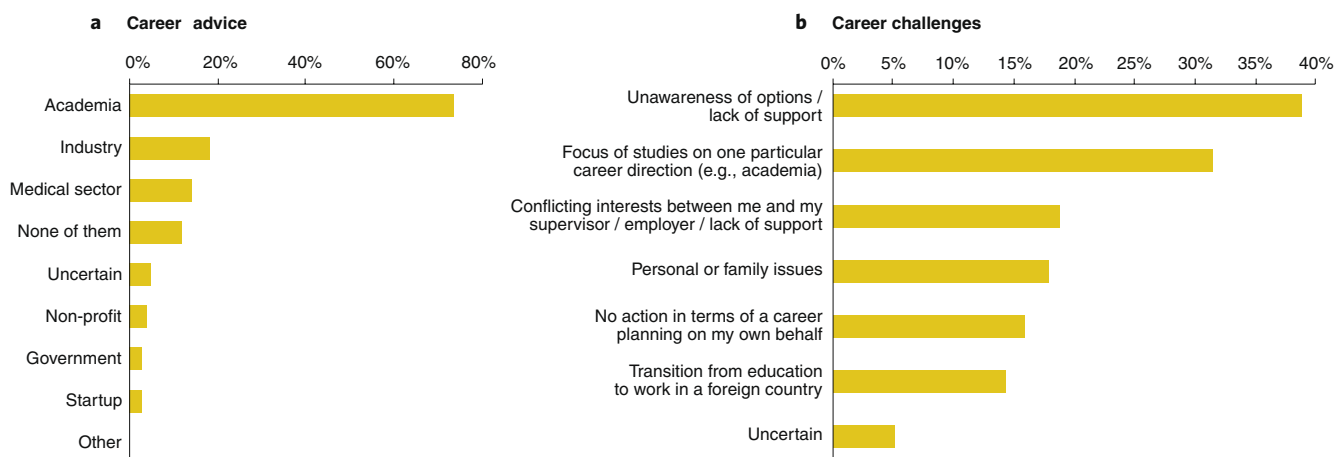 a Career advice
0% 20% 40% 60% 80%
Academia
Industry
Medical sector
None of them
Uncertain
Non-profit
Government
Startup
Other
b Career challenges
0% 5% 10% 15% 20% 25% 30% 35% 40%
Unawareness of options /
lack of support
Focus of studies on one particular
career direction (e.g., academia)
Conflicting interests between me and my
supervisor / employer / lack of support
Personal or family issues
No action in terms of a career
planning on my own behalf
Transition from education
to work in a foreign country
Uncertain